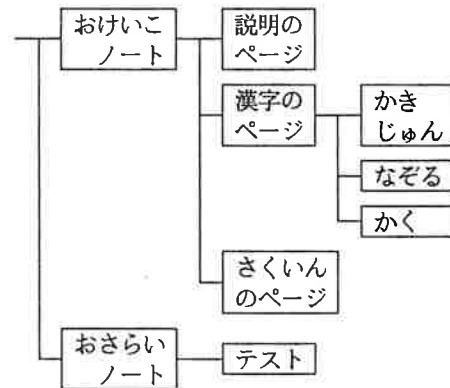 おけいこ
ノート
説明の
ページ
漢字の
ページ
かき
じゅん
なぞる
かく
さくいん
のページ
おさらい
ノート
テスト